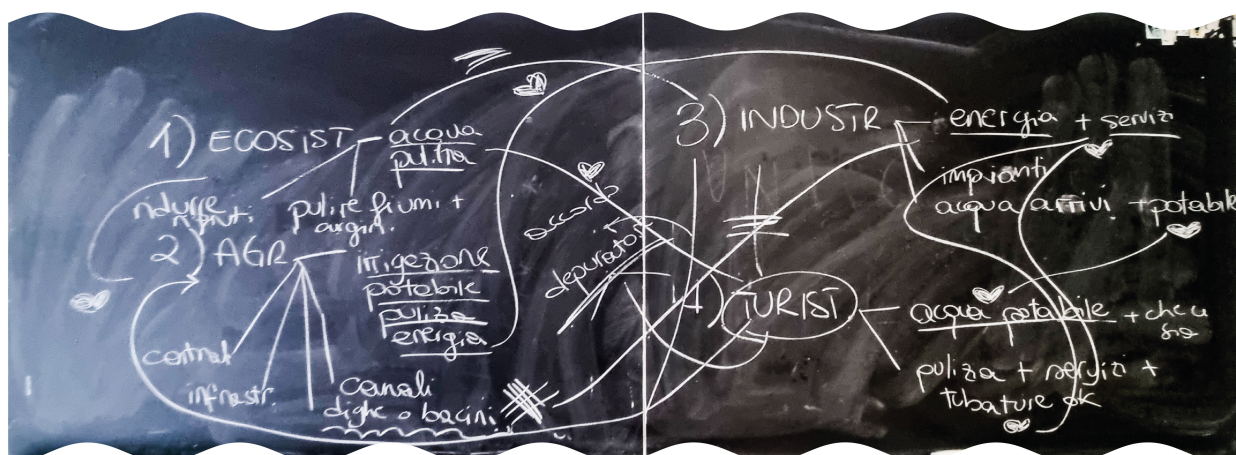 1) ECOSIST
acqua
pulita
ridurre
rifiuti
pulire fiumi +
argini
2) AGR
irrigazione
potabile
pulizia
energia
infrastr.
canali
dighe o bacini
accordo
depurator
3) INDUSTR
energia + servizi
impianti
acqua arrivi + potabile
4) TURIST
acqua potabile + che ci
sia
pulizia + servizi +
tubature ok